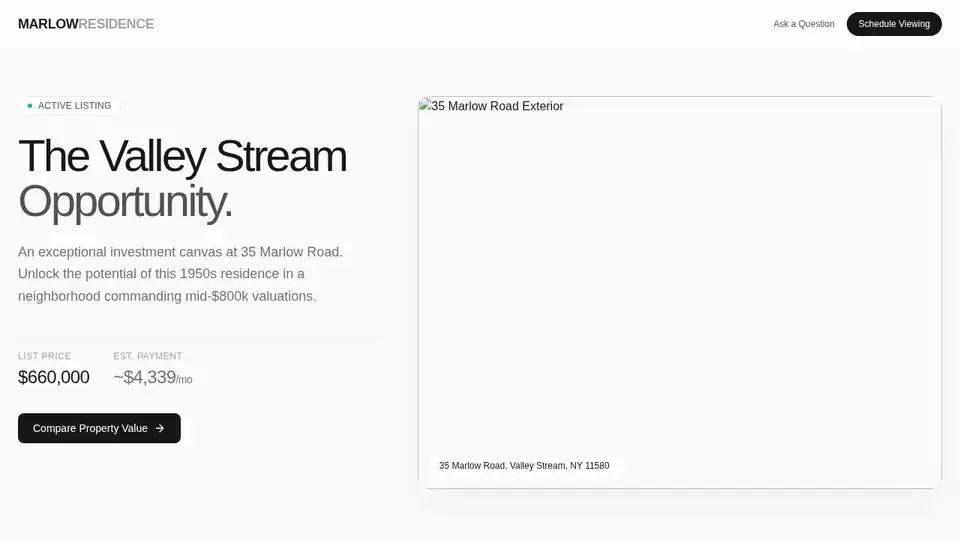 MARLOWRESIDENCE
Ask a Question
Schedule Viewing
ACTIVE LISTING
The Valley Stream
Opportunity.
An exceptional investment canvas at 35 Marlow Road.
Unlock the potential of this 1950s residence in a
neighborhood commanding mid-$800k valuations.
LIST PRICE
$660,000
EST. PAYMENT
~$4,339/mo
Compare Property Value
35 Marlow Road Exterior
35 Marlow Road, Valley Stream, NY 11580